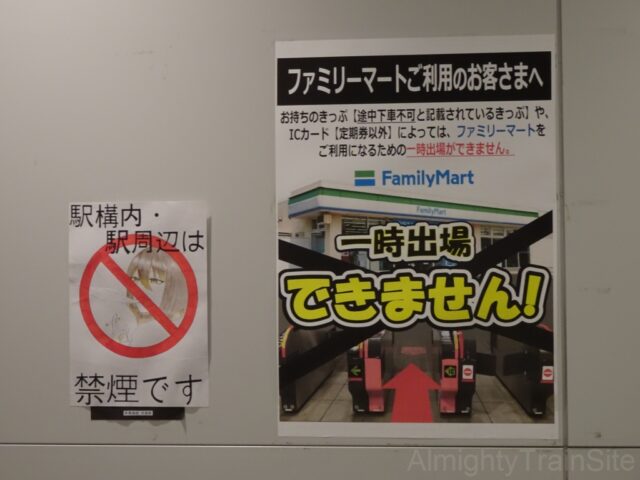 駅構内・
駅周辺は
禁煙です
ファミリーマートご利用のお客さまへ
お持ちのきっぷ【途中下車不可と記載されているきっぷ】や、
ICカード【定期券以外】によっては、ファミリーマートを
ご利用になるための一時出場ができません。
FamilyMart
FamilyMart
一時出場
できません!
AlmightyTrainSite